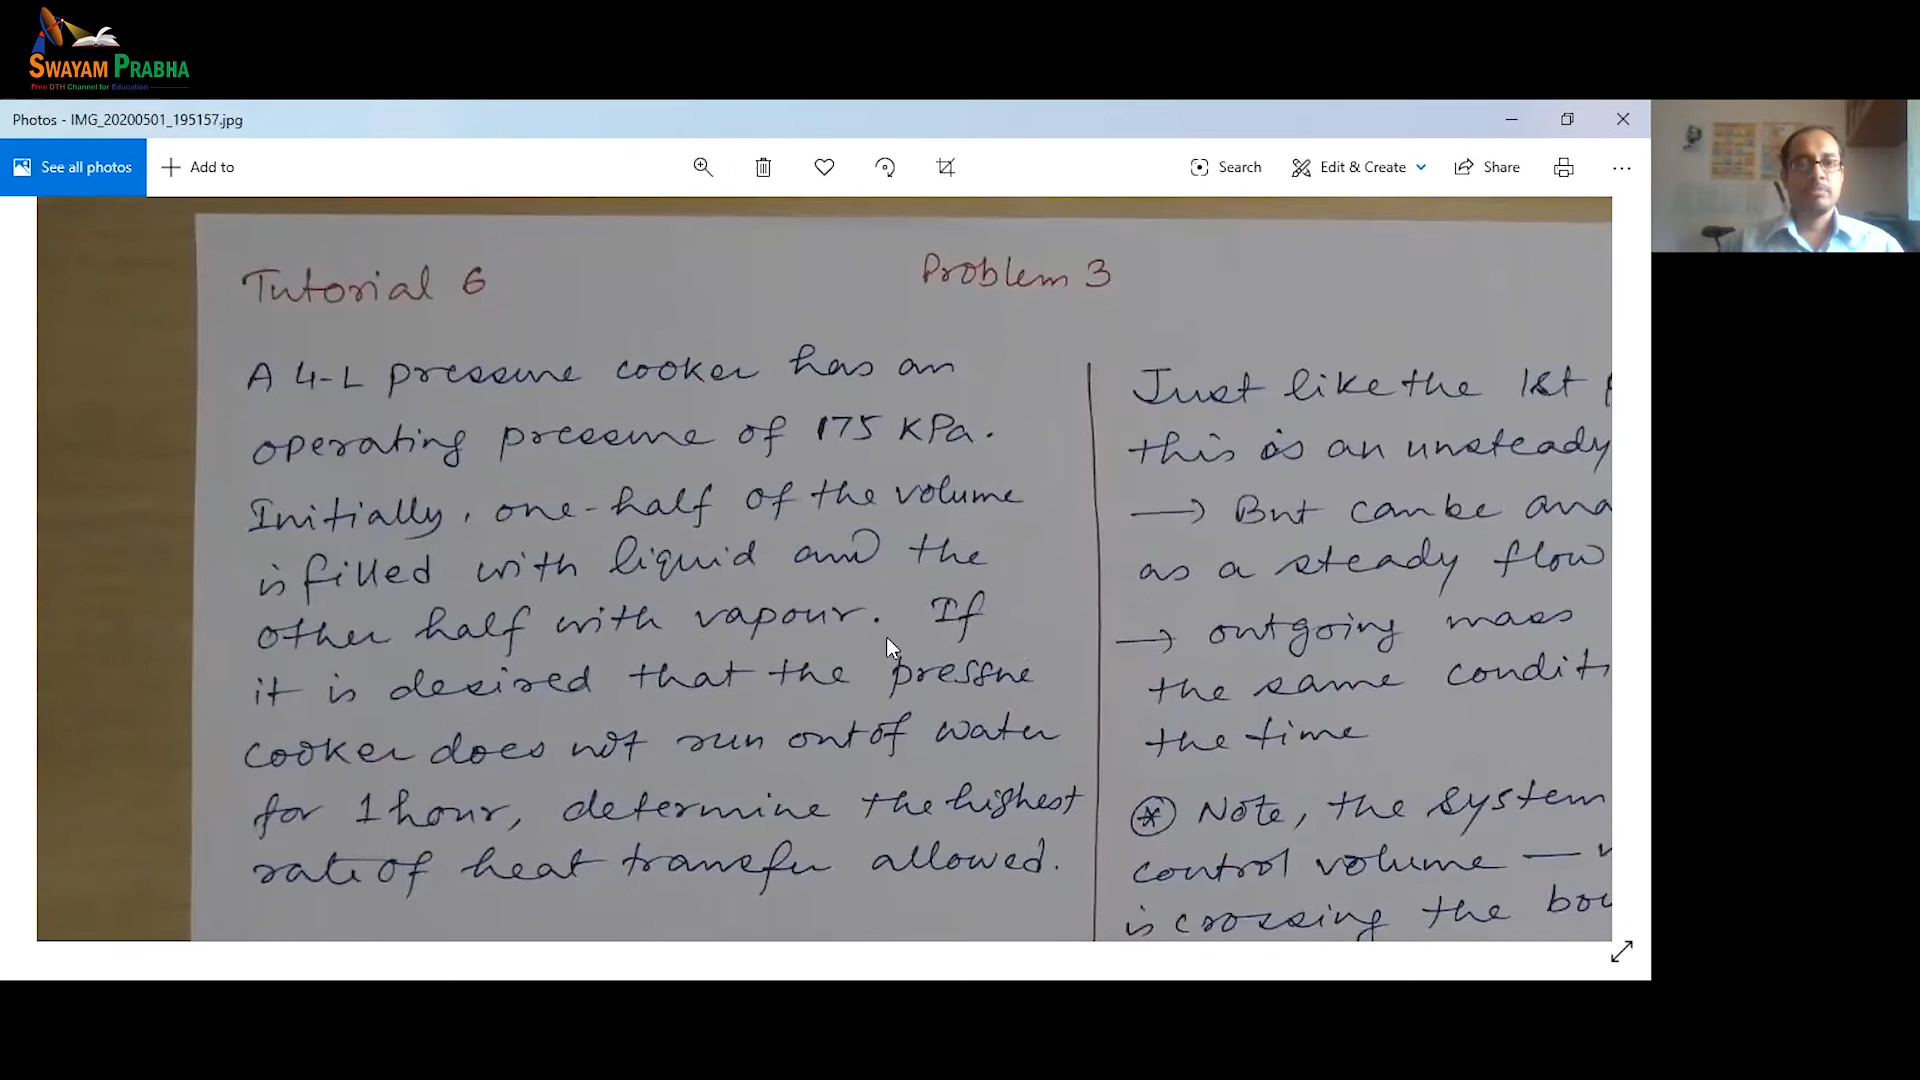 SWAYAM PRABHA
Free DTH Channel for Education
Photos - IMG_20200501_195157.jpg
See all photos
Add to
Search
Edit & Create
Share
Tutorial 6
Problem 3
A 4-L pressure cooker has an
operating pressure of 175 KPa.
Initially, one-half of the volume
is filled with liquid and the
other half with vapour. If
it is desired that the pressure
cooker does not run out of water
for 1 hour, determine the highest
rate of heat transfer allowed.
Just like the 1st
this is an unsteady
→ But can be
as a steady flow
→ outgoing mass
the same
the time
* Note, the system
control volume —
is crossing the